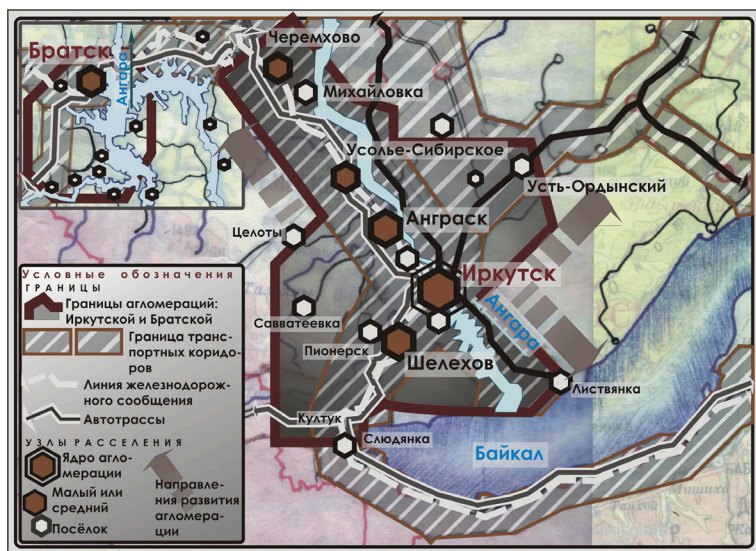 Братск
Ангара
Черемхово
Михайловка
Усолье-Сибирское
Усть-Ордынский
Анграск
Целоты
Иркутск
Ангара
Савватеевка
Пионерск
Шелехов
Листвянка
Култук
Слюдянка
Байкал
Мишиха
Танхой
Условные обозначения
ГРАНИЦЫ
Границы агломераций:
Иркутской и Братской
Граница транс-
портных коридо-
ров
Линия железнодорож-
ного сообщения
Автотрассы
УЗЛЫ РАССЕЛЕНИЯ
Ядро агло-
мерации
Малый или
средний
Посёлок
Направле-
ния развития
агломера-
ции